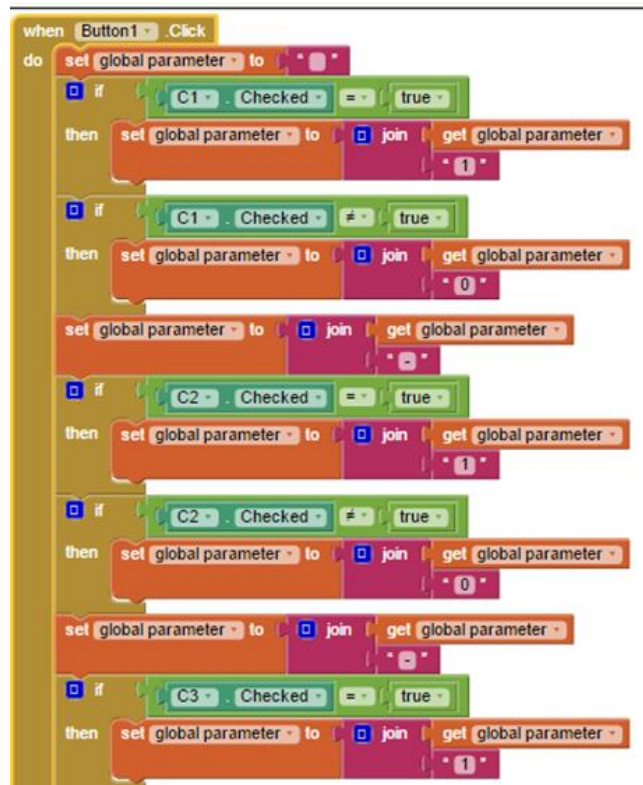 when Button1 .Click
do set global parameter to " "
if C1 . Checked = true
then set global parameter to join get global parameter
" 1 "
if C1 . Checked ≠ true
then set global parameter to join get global parameter
" 0 "
set global parameter to join get global parameter
" - "
if C2 . Checked = true
then set global parameter to join get global parameter
" 1 "
if C2 . Checked ≠ true
then set global parameter to join get global parameter
" 0 "
set global parameter to join get global parameter
" - "
if C3 . Checked = true
then set global parameter to join get global parameter
" 1 "